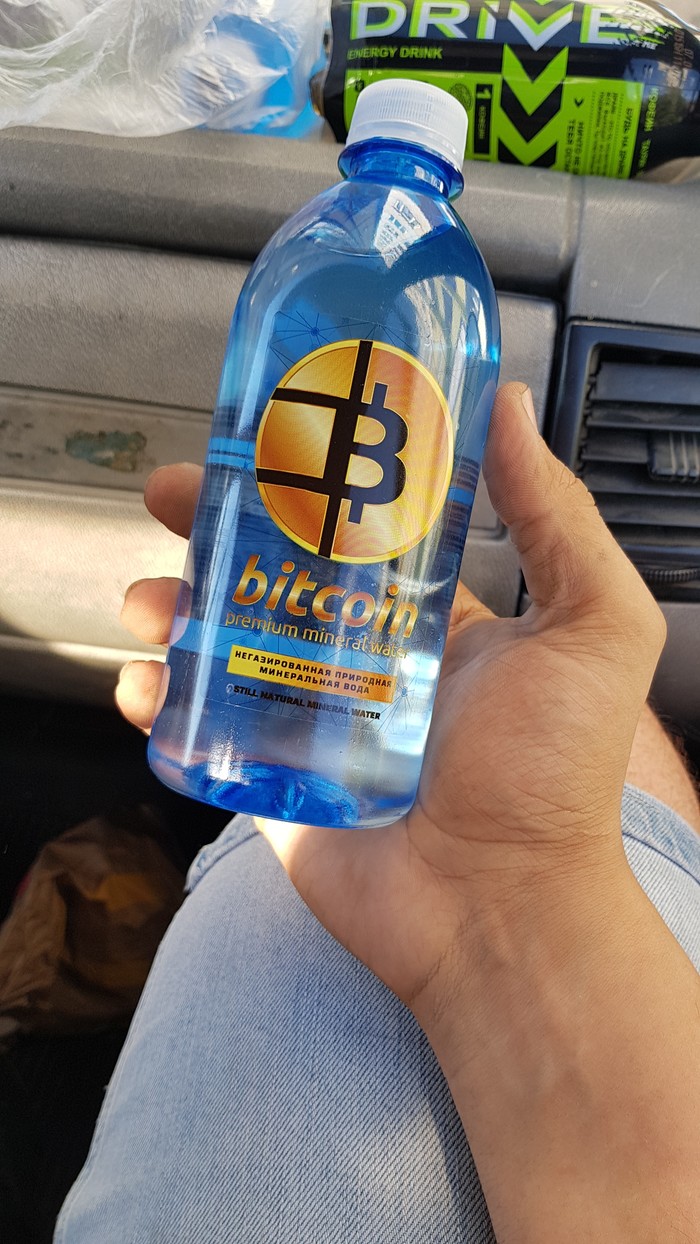 DRIVE
ENERGY DRINK
bitcoin
premium mineral water
НЕГАЗИРОВАННАЯ ПРИРОДНАЯ
МИНЕРАЛЬНАЯ ВОДА
STILL NATURAL MINERAL WATER